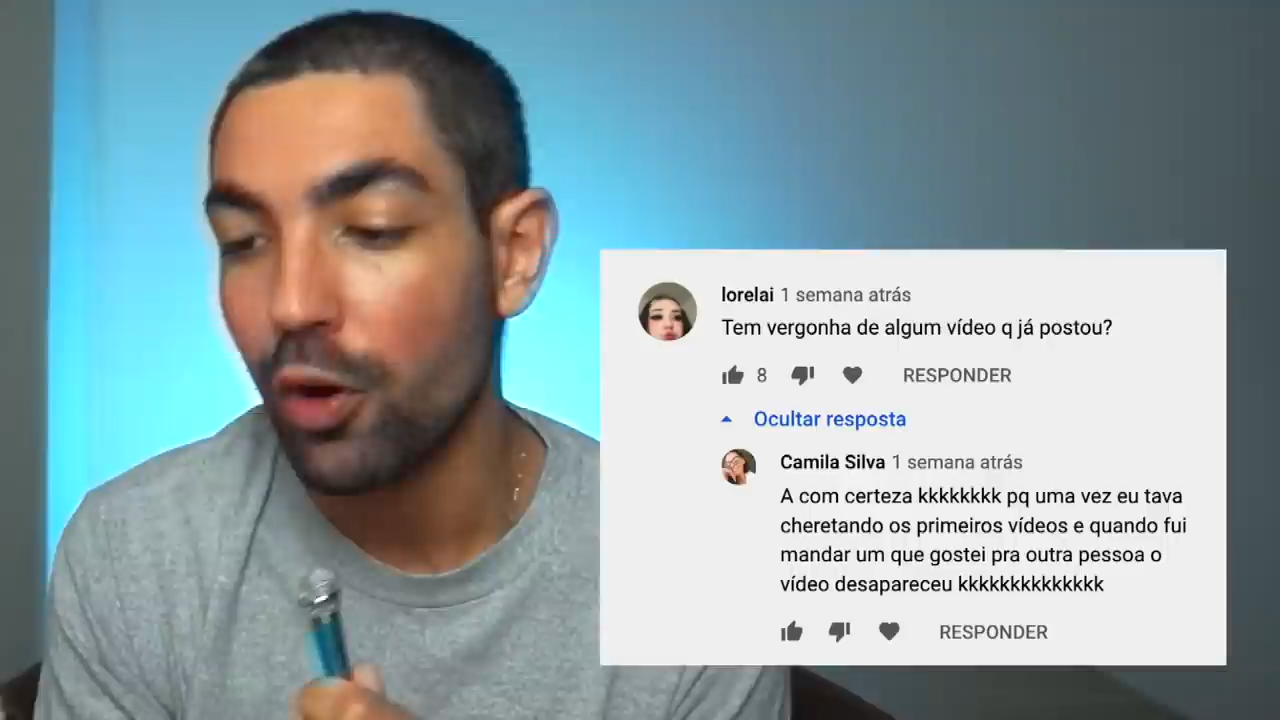 lorelai 1 semana atrás
Tem vergonha de algum vídeo q já postou?
8 RESPONDER
Ocultar resposta
Camila Silva 1 semana atrás
A com certeza kkkkkkkk pq uma vez eu tava
cheretando os primeiros vídeos e quando fui
mandar um que gostei pra outra pessoa o
vídeo desapareceu kkkkkkkkkkkkkk
RESPONDER